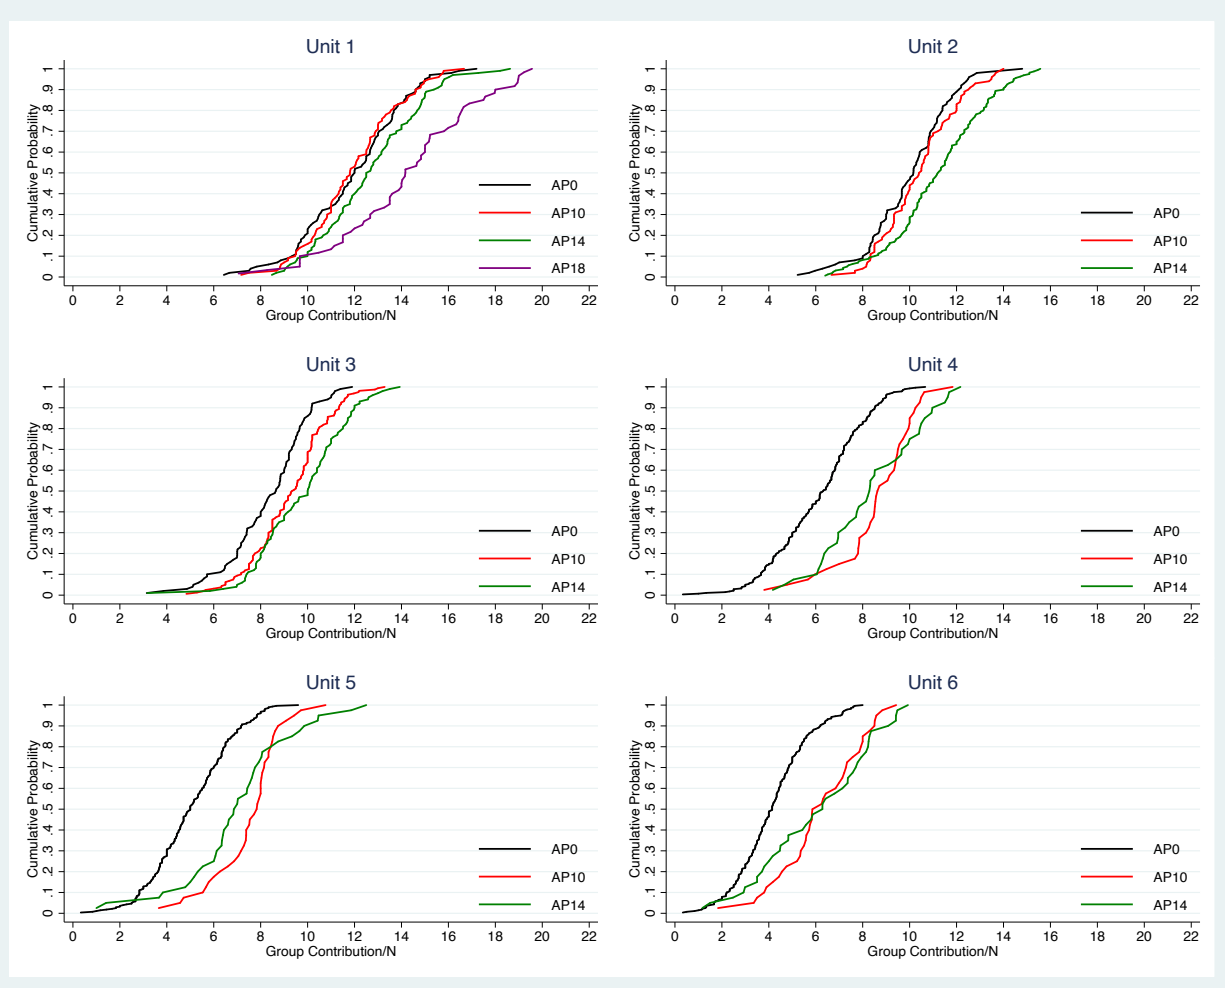 Unit 1
Cumulative Probability
1
.9
.8
.7
.6
.5
.4
.3
.2
.1
0
AP0
AP10
AP14
AP18
0 2 4 6 8 10 12 14 16 18 20 22
Group Contribution/N
Unit 2
Cumulative Probability
1
.9
.8
.7
.6
.5
.4
.3
.2
.1
0
AP0
AP10
AP14
0 2 4 6 8 10 12 14 16 18 20 22
Group Contribution/N
Unit 3
Cumulative Probability
1
.9
.8
.7
.6
.5
.4
.3
.2
.1
0
AP0
AP10
AP14
0 2 4 6 8 10 12 14 16 18 20 22
Group Contribution/N
Unit 4
Cumulative Probability
1
.9
.8
.7
.6
.5
.4
.3
.2
.1
0
AP0
AP10
AP14
0 2 4 6 8 10 12 14 16 18 20 22
Group Contribution/N
Unit 5
Cumulative Probability
1
.9
.8
.7
.6
.5
.4
.3
.2
.1
0
AP0
AP10
AP14
0 2 4 6 8 10 12 14 16 18 20 22
Group Contribution/N
Unit 6
Cumulative Probability
1
.9
.8
.7
.6
.5
.4
.3
.2
.1
0
AP0
AP10
AP14
0 2 4 6 8 10 12 14 16 18 20 22
Group Contribution/N